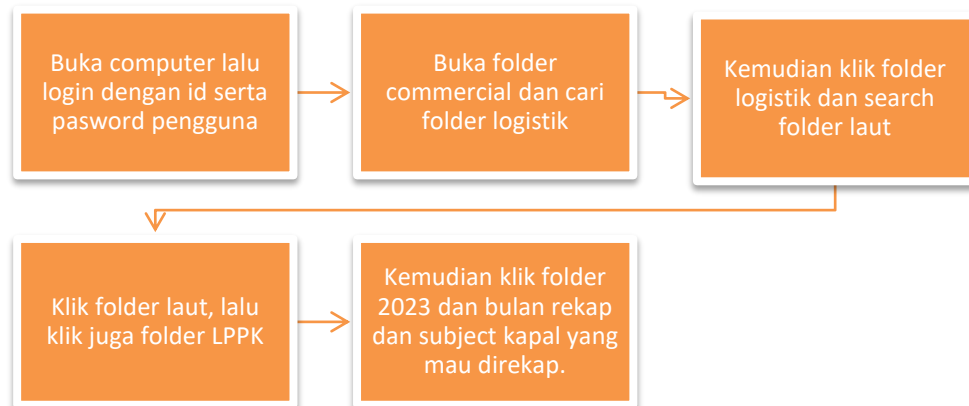 Buka computer lalu
login dengan id serta
pasword pengguna
Buka folder
commercial dan cari
folder logistik
Kemudian klik folder
logistik dan search
folder laut
Klik folder laut, lalu
klik juga folder LPPK
Kemudian klik folder
2023 dan bulan rekap
dan subject kapal yang
mau direkap.